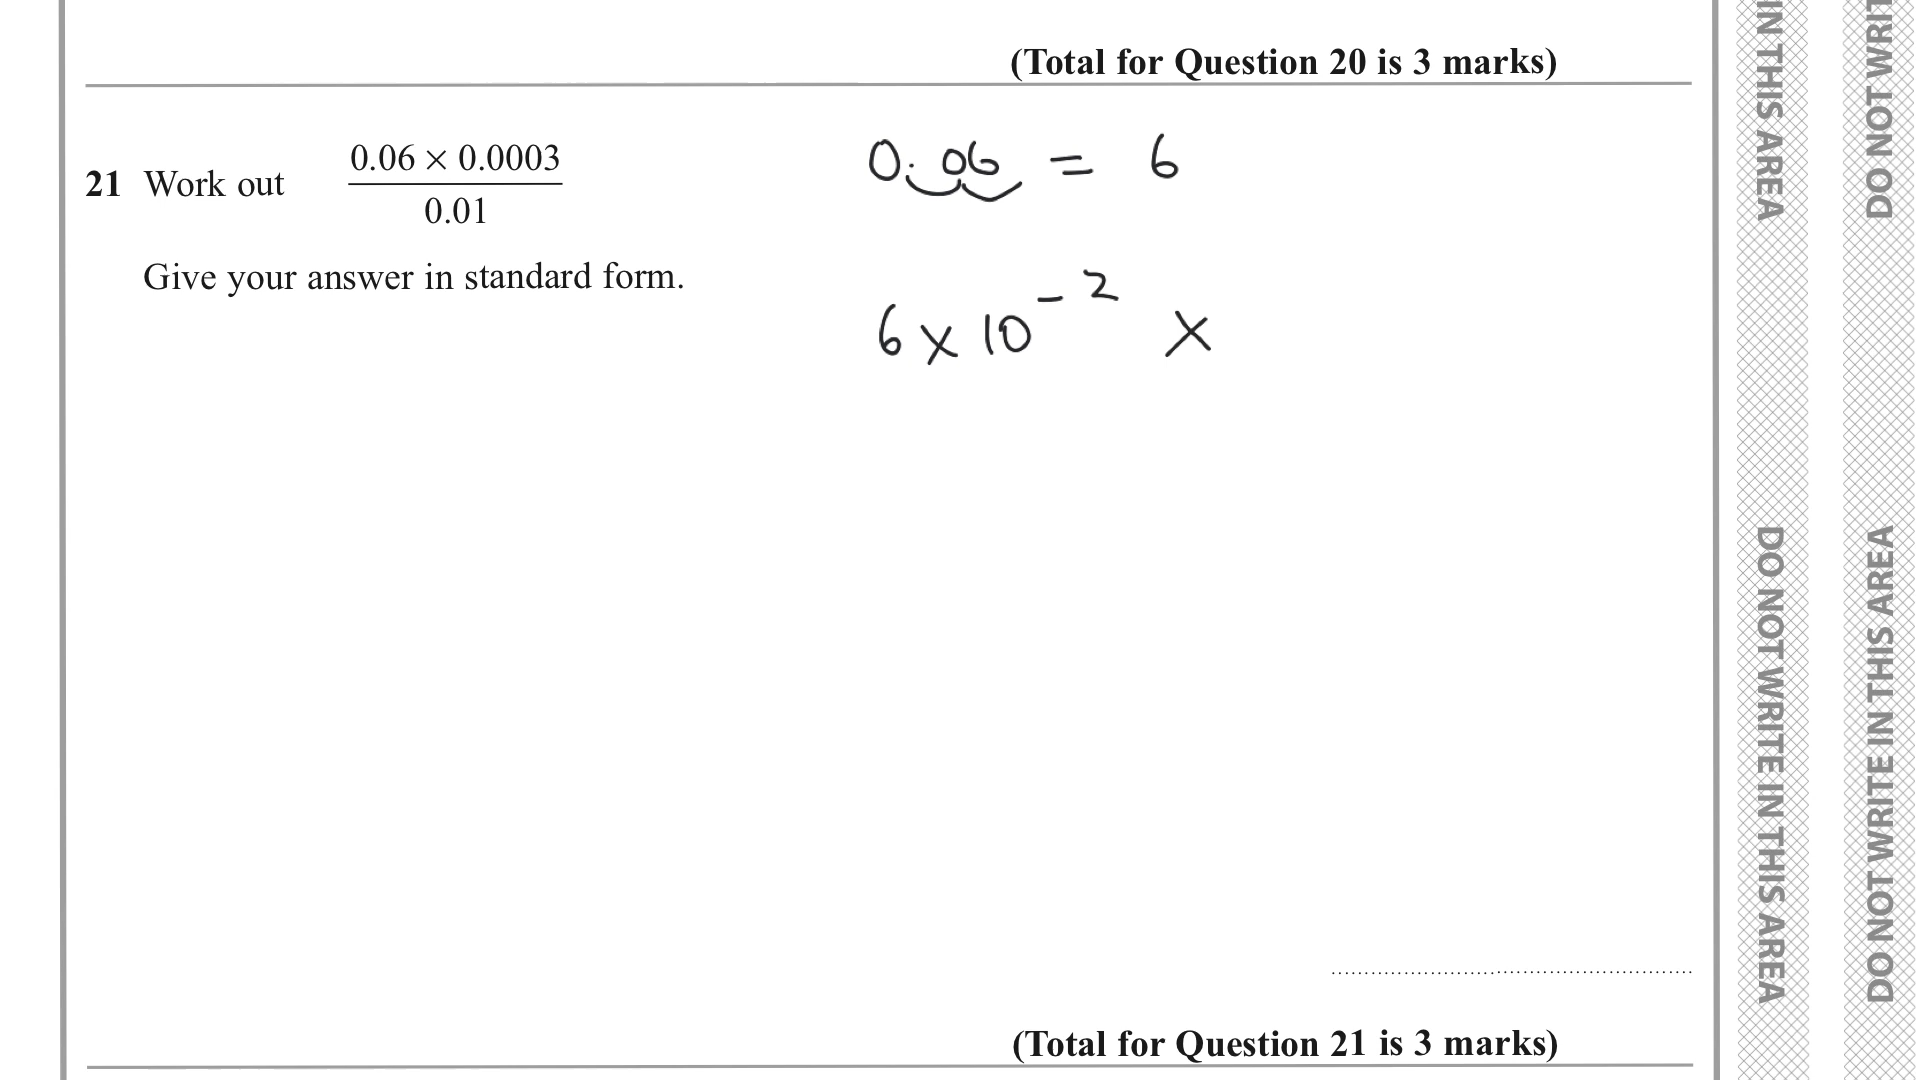 (Total for Question 20 is 3 marks)
21 Work out 0.06 × 0.0003
0.01
0.06 = 6
Give your answer in standard form.
6 × 10⁻² ×
(Total for Question 21 is 3 marks)
IN THIS AREA
DO NOT WRITE IN THIS AREA
DO NOT WRI
DO NOT WRITE IN THIS AREA